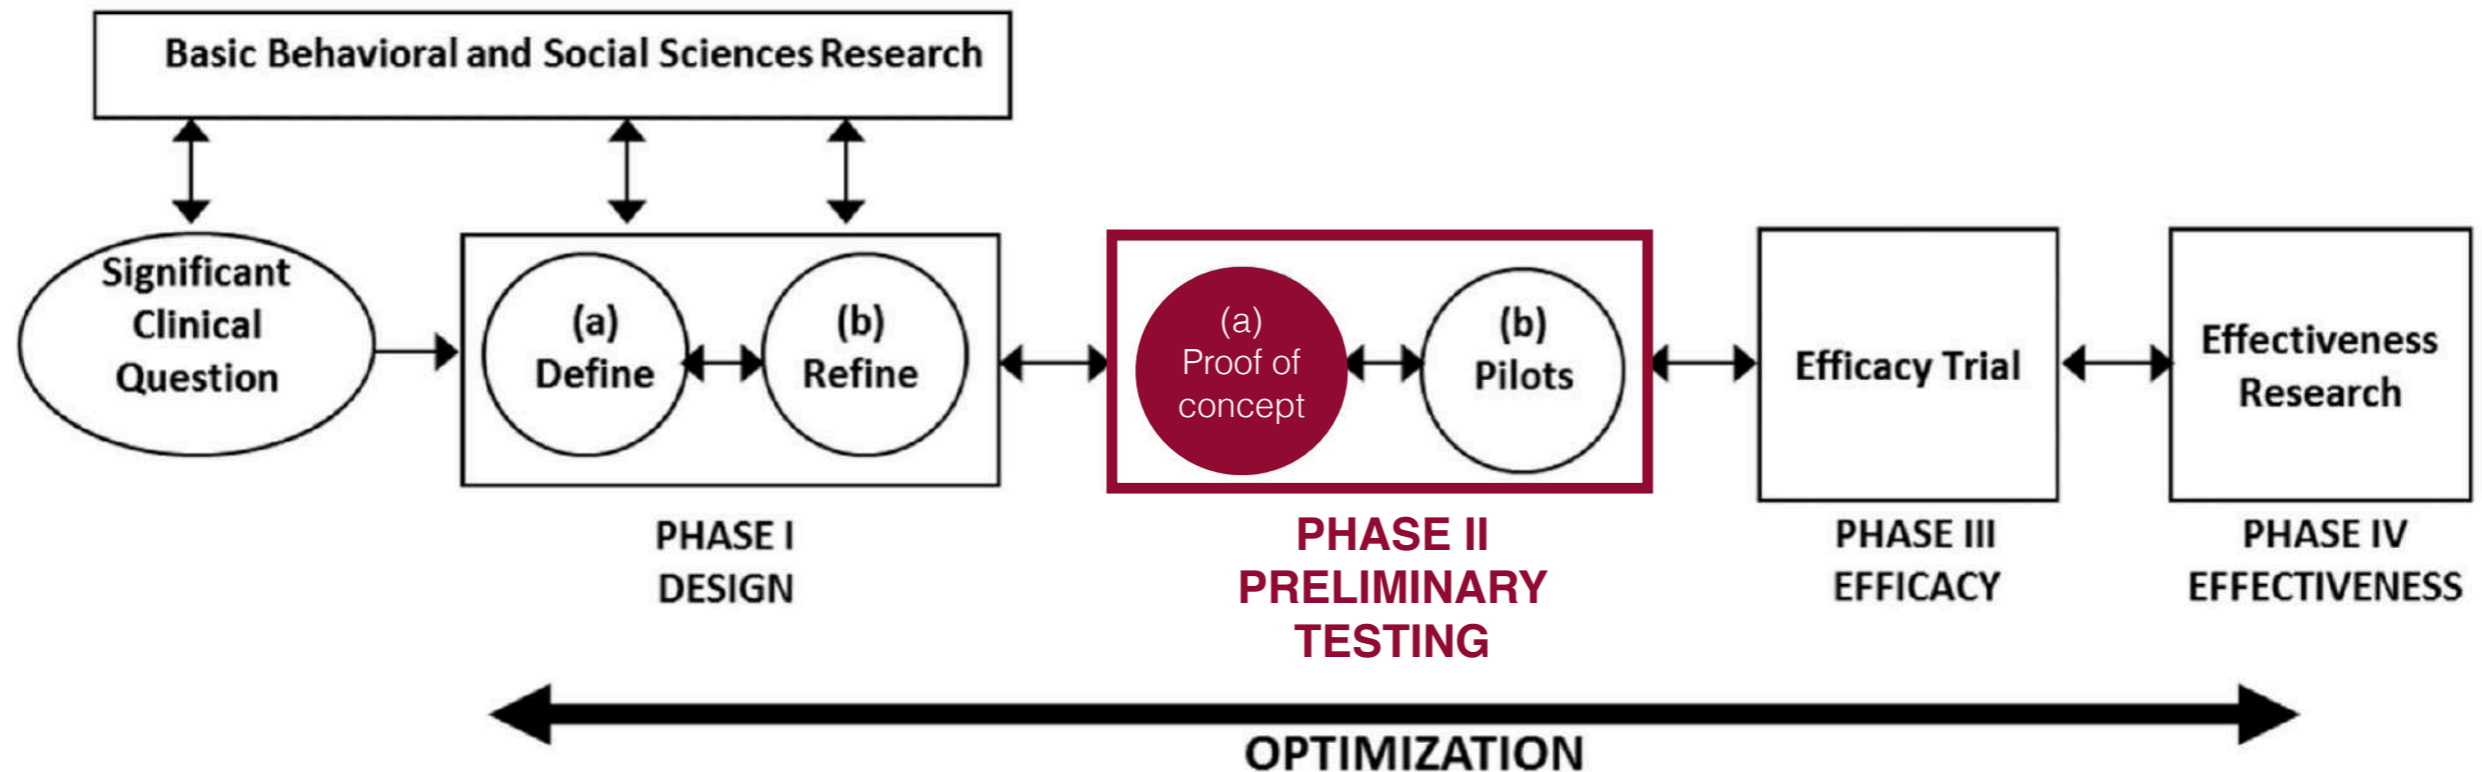 Basic Behavioral and Social Sciences Research
Significant
Clinical
Question
(a)
Define
(b)
Refine
(a)
Proof of
concept
(b)
Pilots
Efficacy Trial
Effectiveness
Research
PHASE I
DESIGN
PHASE II
PRELIMINARY
TESTING
PHASE III
EFFICACY
PHASE IV
EFFECTIVENESS
OPTIMIZATION